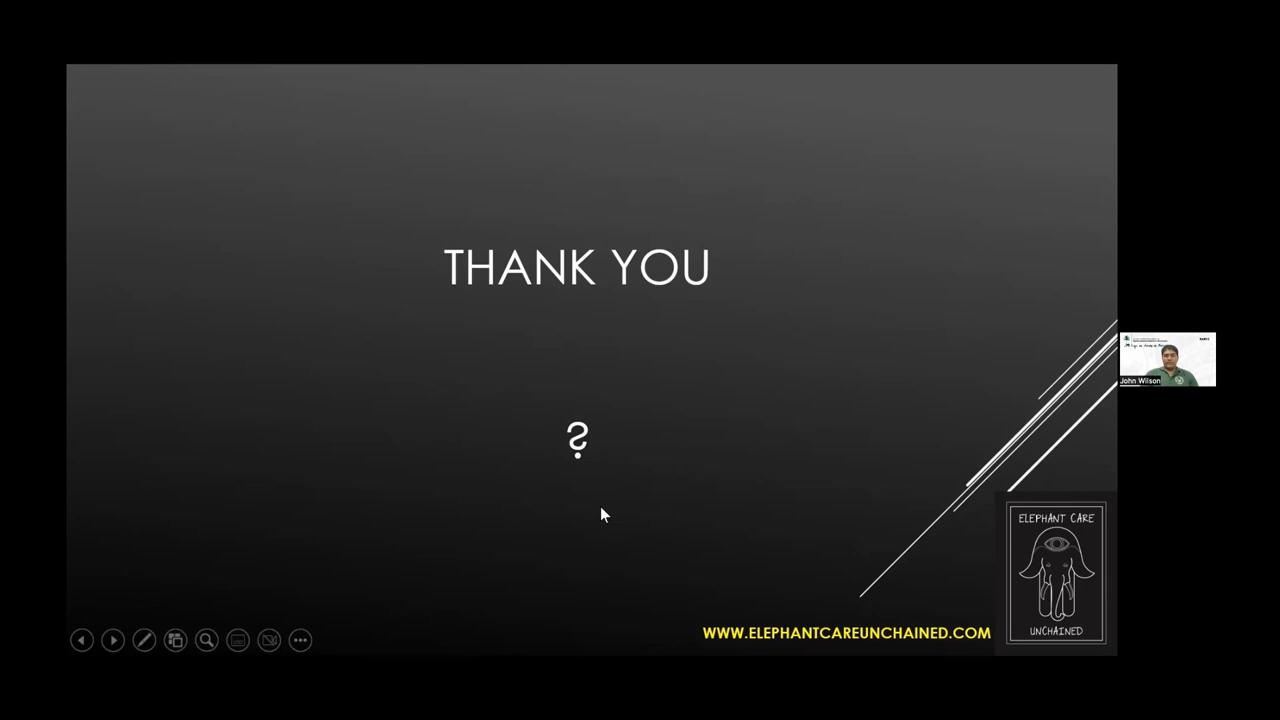 THANK YOU
?
ELEPHANT CARE
UNCHAINED
WWW.ELEPHANTCAREUNCHAINED.COM
John Wilson